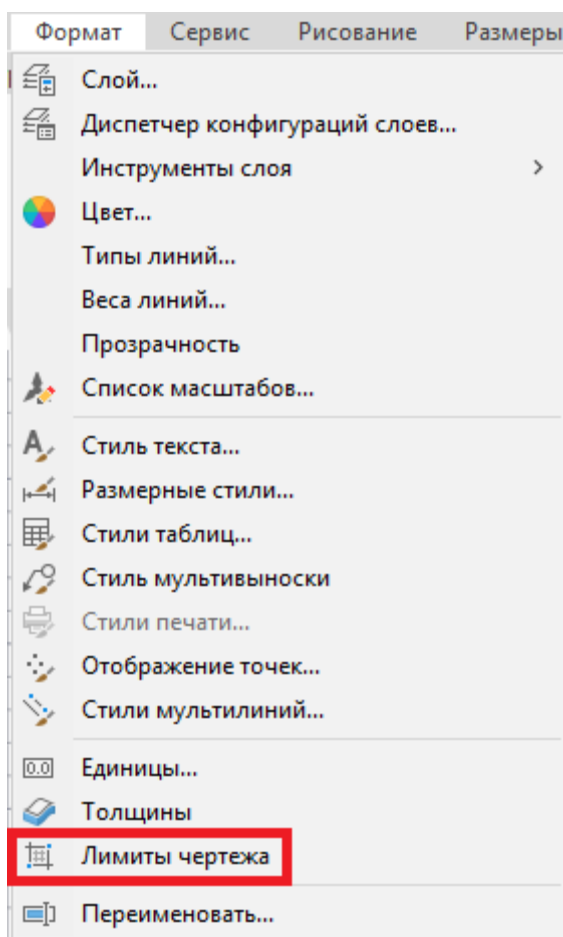 Формат Сервис Рисование Размеры
Слой...
Диспетчер конфигураций слоев...
Инструменты слоя
Цвет...
Типы линий...
Веса линий...
Прозрачность
Список масштабов...
Стиль текста...
Размерные стили...
Стили таблиц...
Стиль мультивыноски
Стили печати...
Отображение точек...
Стили мультилиний...
0.0 Единицы...
Толщины
Лимиты чертежа
Переименовать...